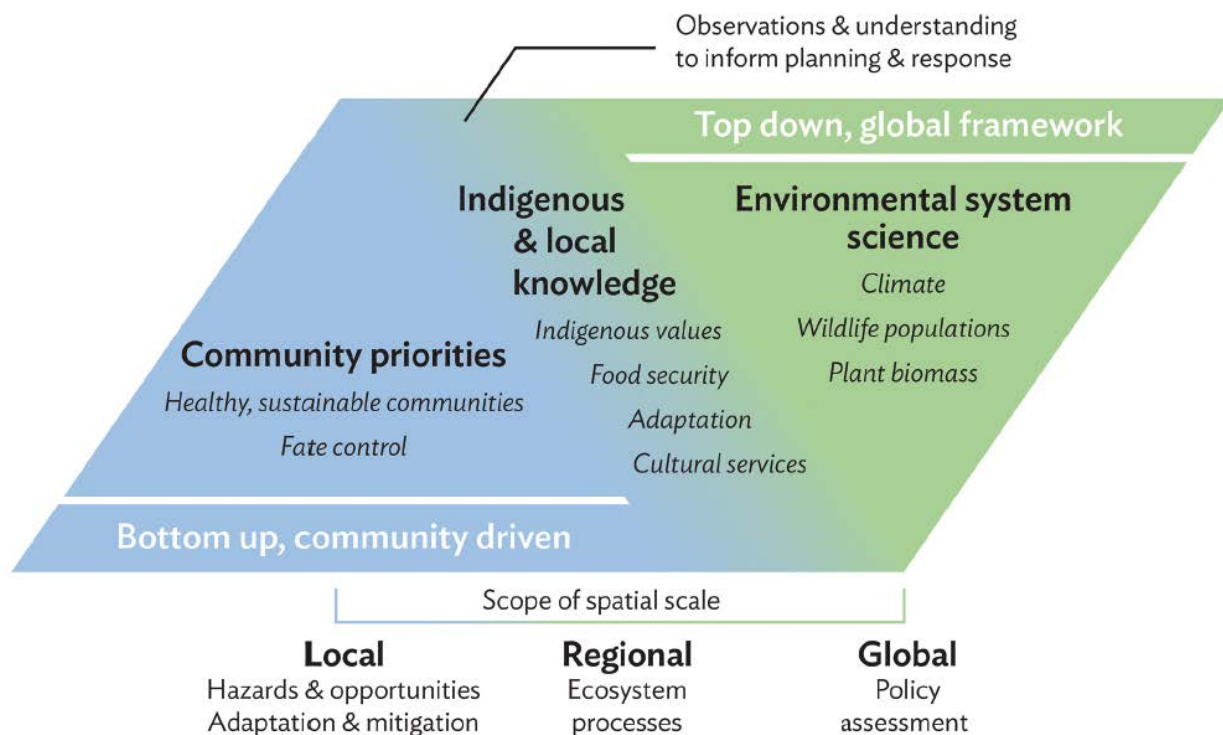 Observations & understanding
to inform planning & response
Top down, global framework
Indigenous
& local
knowledge
Indigenous values
Food security
Adaptation
Cultural services
Environmental system
science
Climate
Wildlife populations
Plant biomass
Community priorities
Healthy, sustainable communities
Fate control
Bottom up, community driven
Scope of spatial scale
Local
Hazards & opportunities
Adaptation & mitigation
Regional
Ecosystem
processes
Global
Policy
assessment